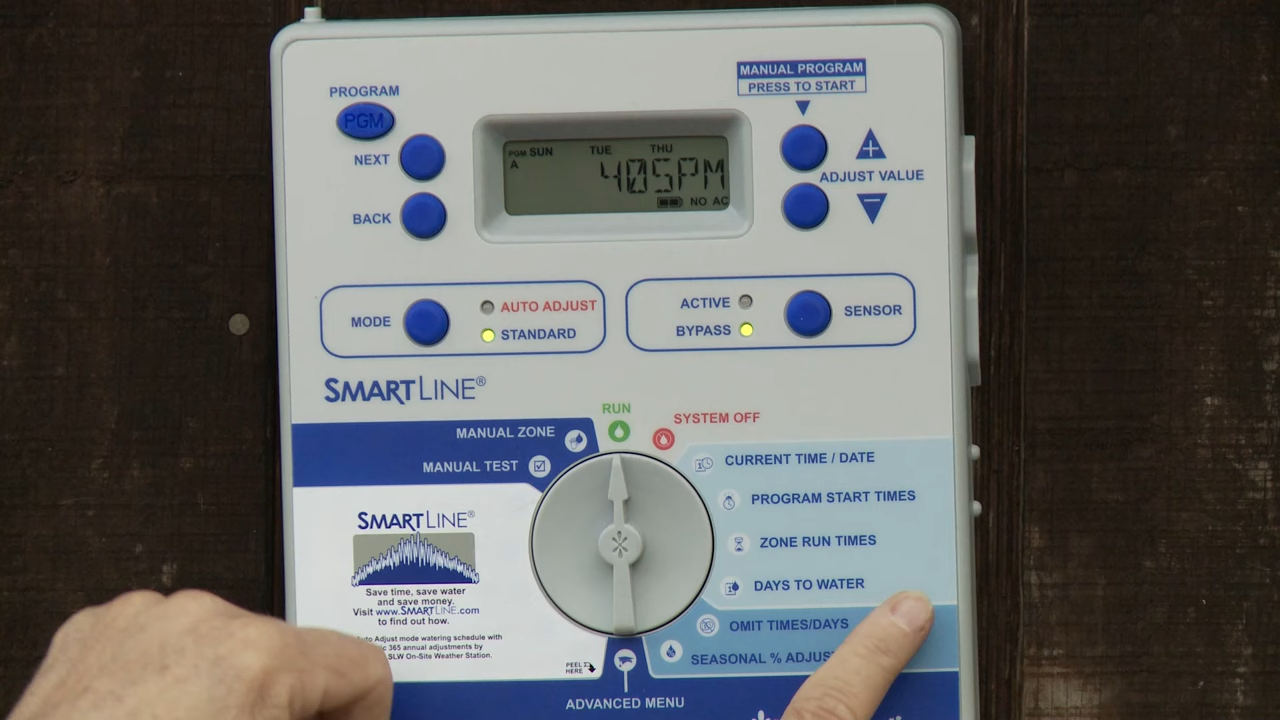 PROGRAM
PGM
NEXT
BACK
MANUAL PROGRAM
PRESS TO START
+
ADJUST VALUE
−
PGM SUN TUE THU
A
405PM
NO AC
MODE
AUTO ADJUST
STANDARD
ACTIVE
BYPASS
SENSOR
SMARTLINE®
RUN
SYSTEM OFF
MANUAL ZONE
MANUAL TEST
CURRENT TIME / DATE
PROGRAM START TIMES
ZONE RUN TIMES
DAYS TO WATER
OMIT TIMES/DAYS
SEASONAL % ADJUS
ADVANCED MENU
SMARTLINE®
Save time, save water
and save money.
Visit www.SMARTLINE.com
to find out how.
Auto Adjust mode watering schedule with
365 annual adjustments by
SLW On-Site Weather Station.
PEEL
HERE